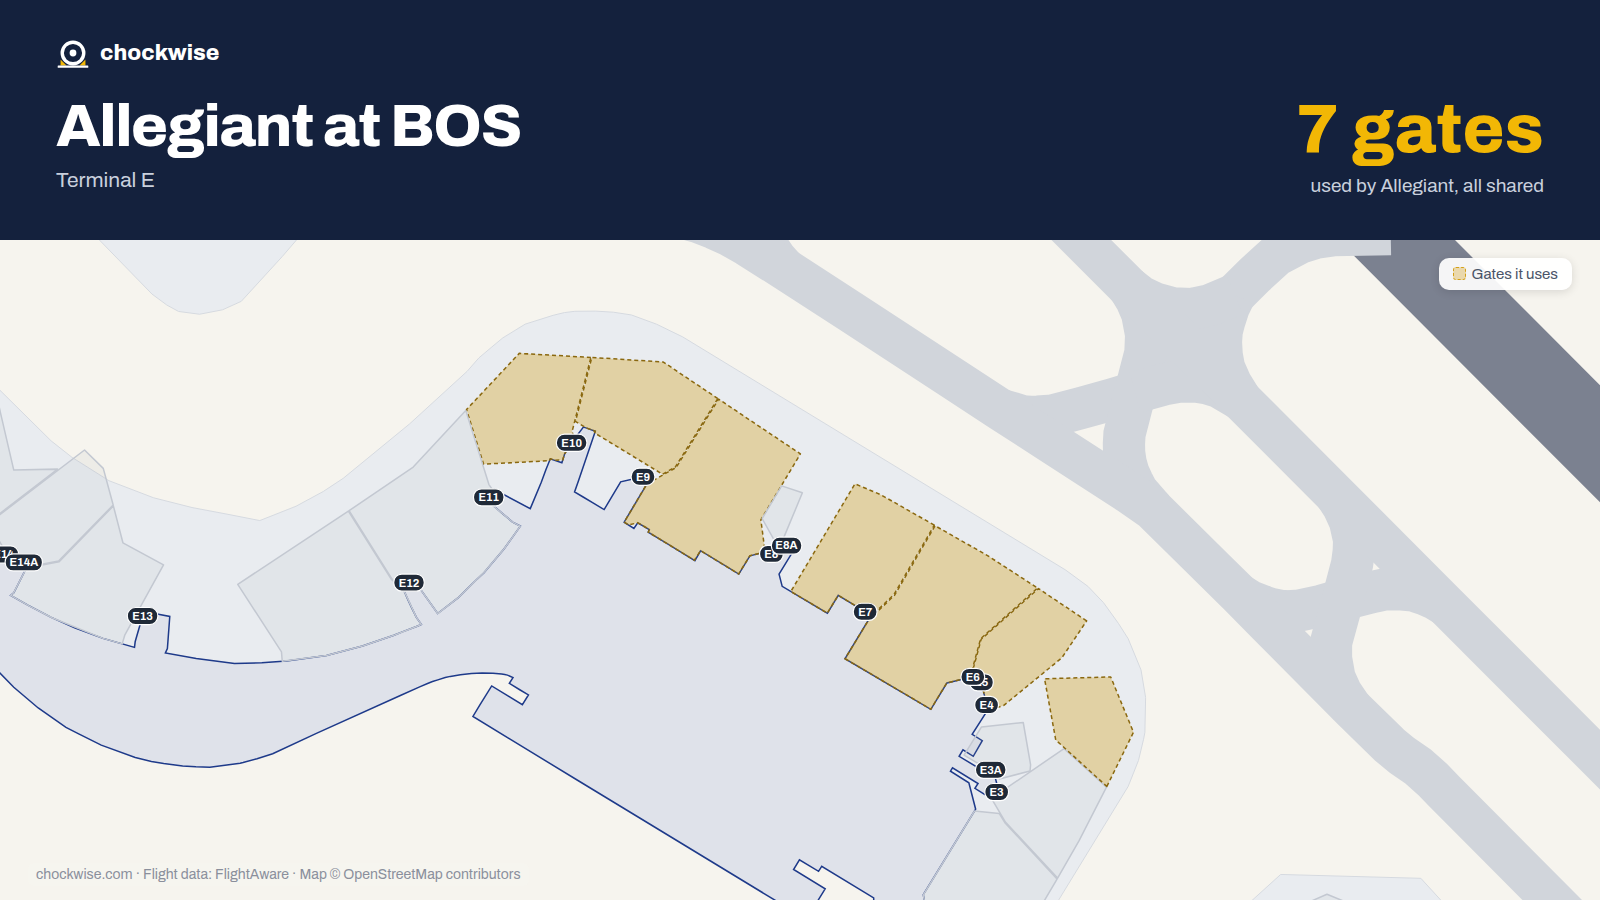 chockwise
Allegiant at BOS
Terminal E
7 gates
used by Allegiant, all shared
Gates it uses
E10
E9
E11
E8A
E8
E14A
E12
E13
E7
E6
E4
E3A
E3
chockwise.com · Flight data: FlightAware · Map © OpenStreetMap contributors